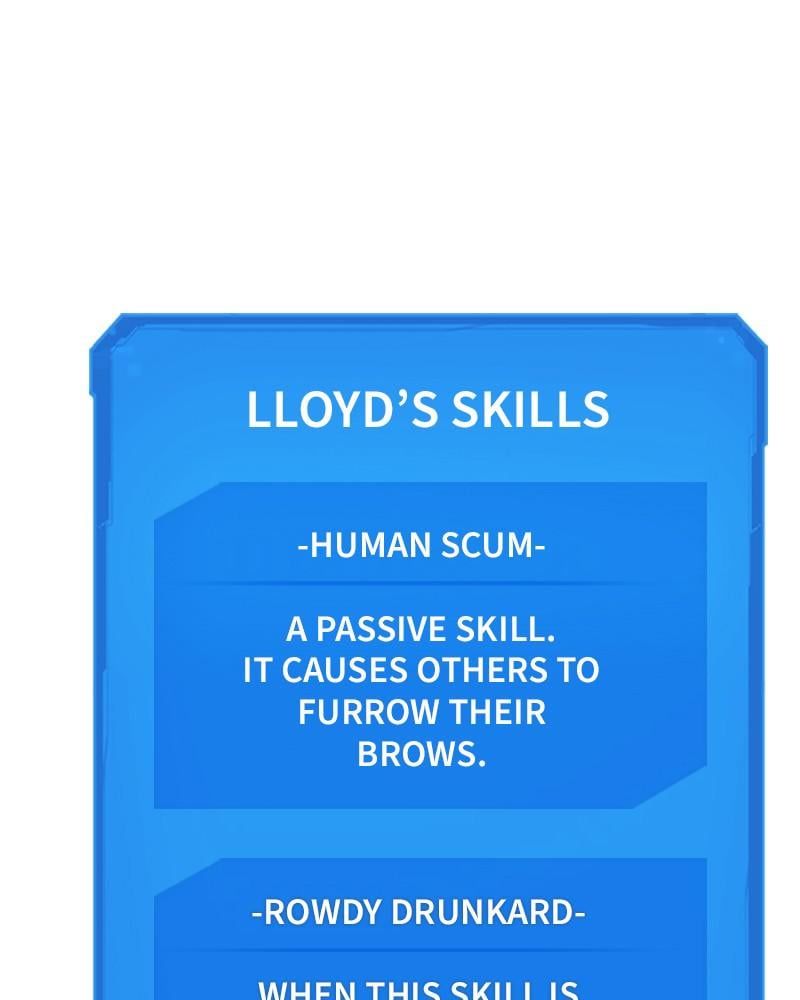 LLOYD’S SKILLS
-HUMAN SCUM-
A PASSIVE SKILL.
IT CAUSES OTHERS TO
FURROW THEIR
BROWS.
-ROWDY DRUNKARD-
WHEN THIS SKILL IS